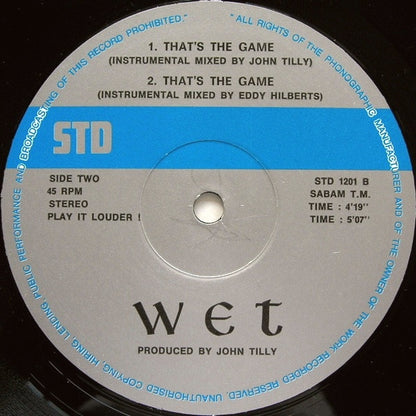 "ALL RIGHTS OF THE PHONOGRAPHIC MANUFACTURER AND OF THE OWNER OF THE WORK RECORDED RESERVED. UNAUTHORISED COPYING, HIRING LENDING, PUBLIC PERFORMANCE AND BROADCASTING OF THIS RECORD PROHIBITED."
1. THAT'S THE GAME
(INSTRUMENTAL MIXED BY JOHN TILLY)
2. THAT'S THE GAME
(INSTRUMENTAL MIXED BY EDDY HILBERTS)
STD
SIDE TWO
45 RPM
STEREO
PLAY IT LOUDER !
STD 1201 B
SABAM T.M.
TIME : 4'19"
TIME : 5'07"
wet
PRODUCED BY JOHN TILLY